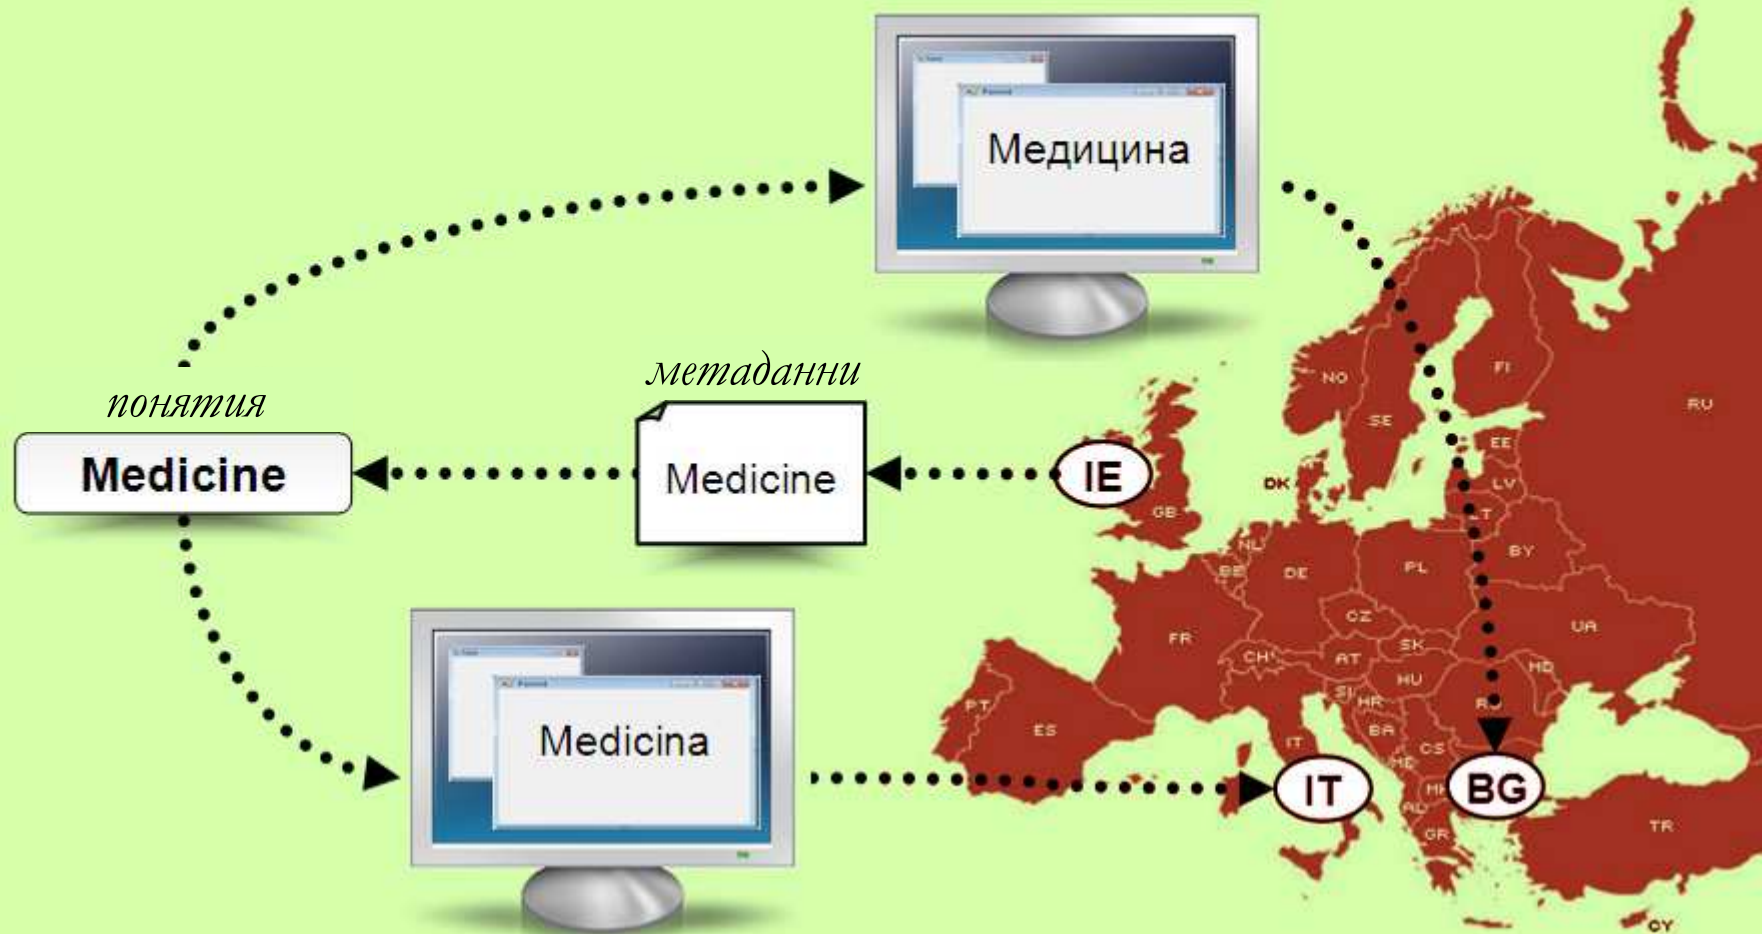 Медицина
метаданни
понятия
Medicine
Medicine
IE
Medicina
IT
BG
NO
SE
FI
RU
EE
LV
LT
DK
GB
NL
BE
DE
PL
BY
CZ
SK
UA
FR
CH
AT
HU
MD
SI
HR
PT
ES
IT
BA
CS
ME
AL
GR
TR
CY